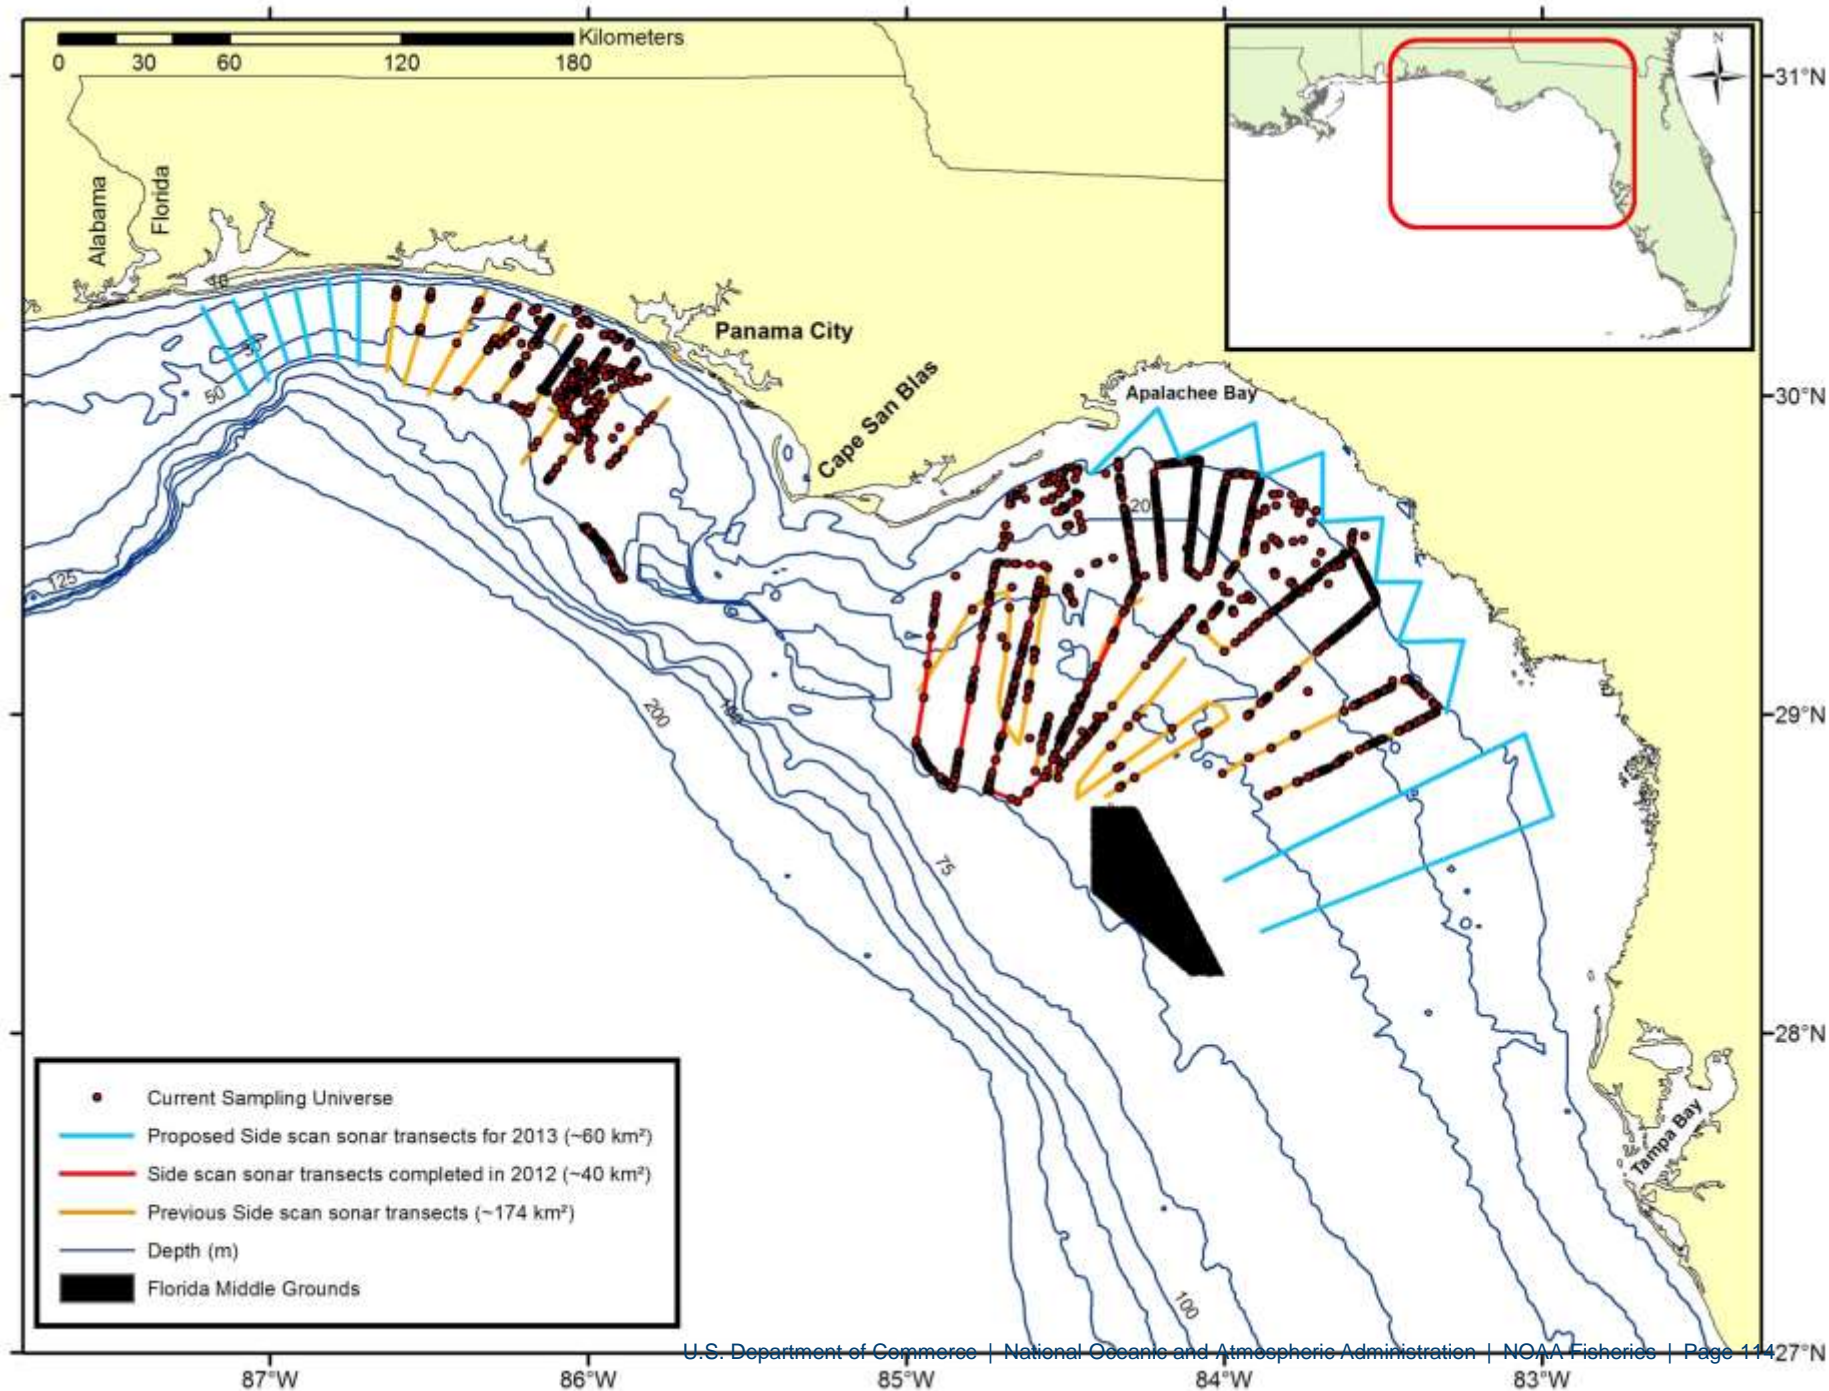 Kilometers
0 30 60 120 180
N
31°N
Alabama
Florida
10
Panama City
50
30°N
Apalachee Bay
Cape San Blas
20
125
29°N
200
75
28°N
Tampa Bay
100
Current Sampling Universe
Proposed Side scan sonar transects for 2013 (~60 km²)
Side scan sonar transects completed in 2012 (~40 km²)
Previous Side scan sonar transects (~174 km²)
Depth (m)
Florida Middle Grounds
U.S. Department of Commerce | National Oceanic and Atmospheric Administration | NOAA Fisheries | Page 114
27°N
87°W 86°W 85°W 84°W 83°W